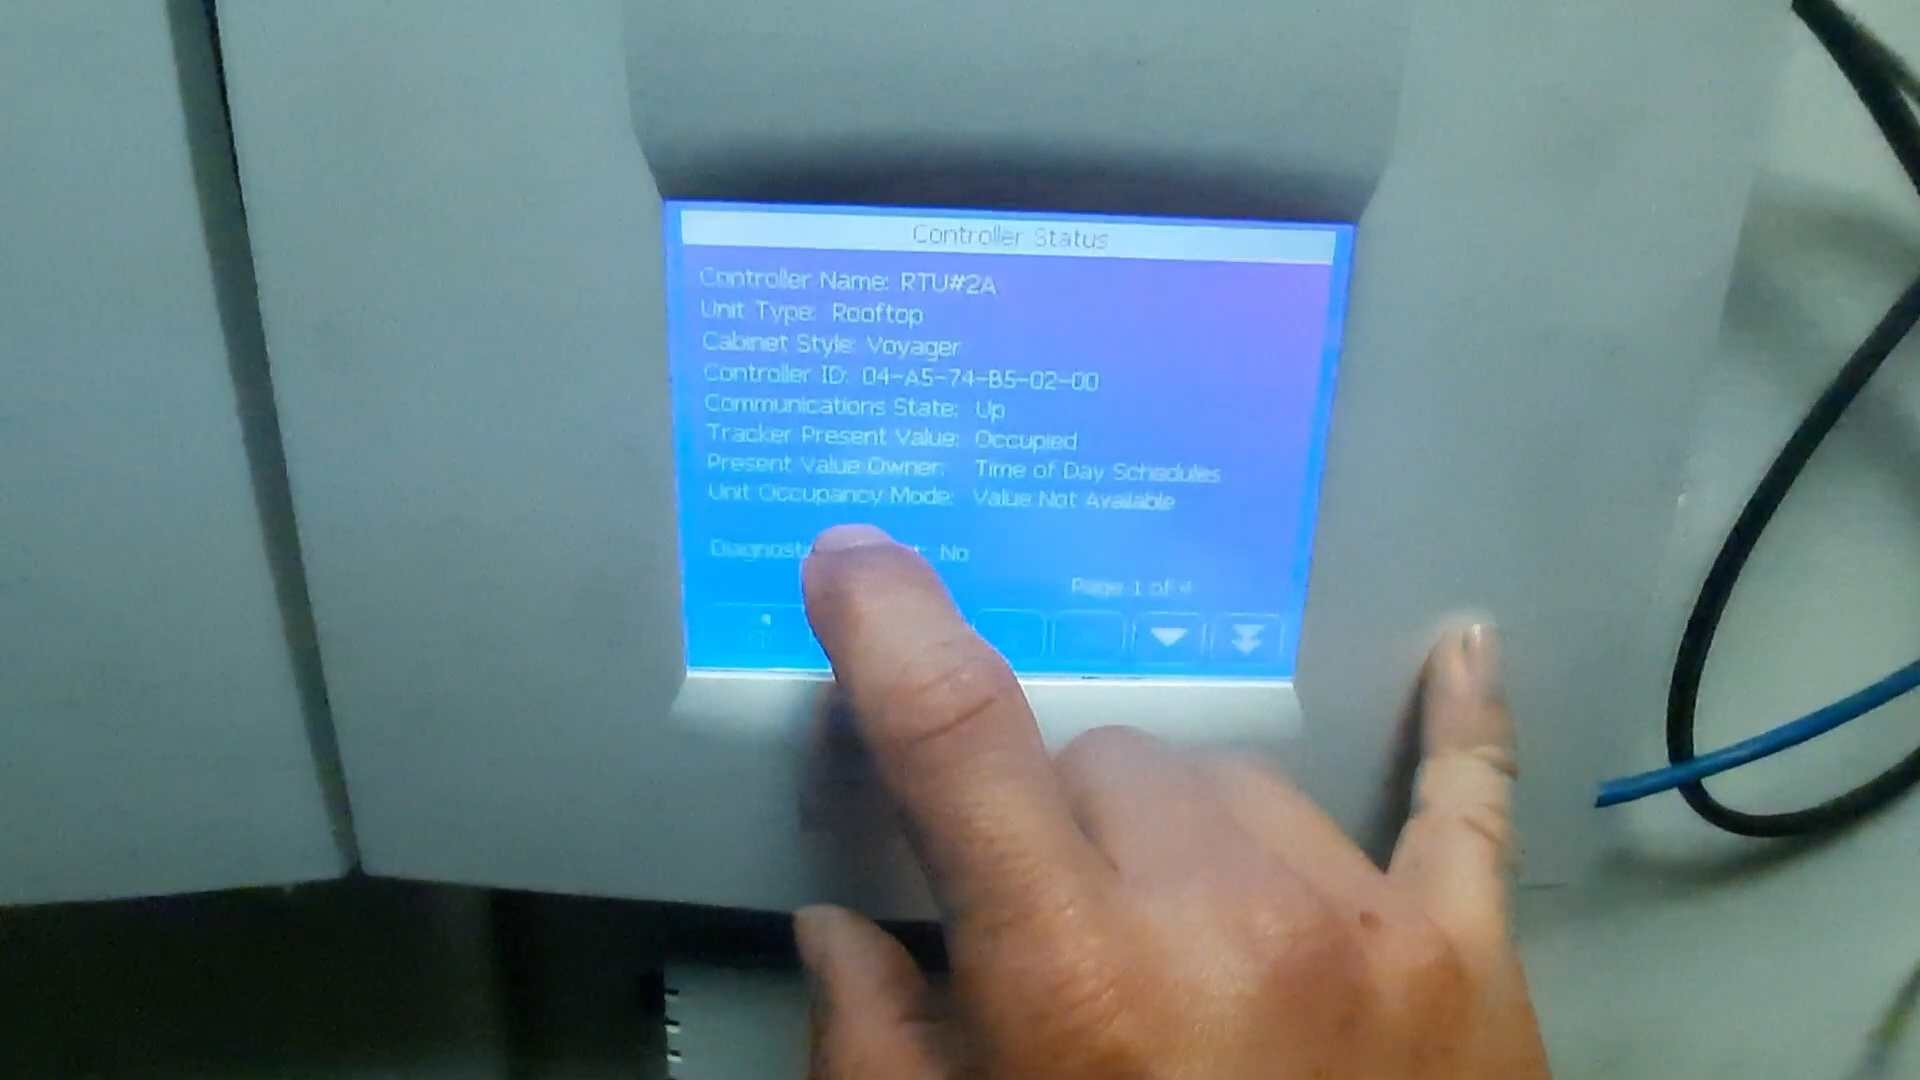 Controller Status
Controller Name: RTU#2A
Unit Type: Rooftop
Cabinet Style: Voyager
Controller ID: 04-A5-74-B5-02-00
Communications State: Up
Tracker Present Value: Occupied
Present Value Owner: Time of Day Schedules
Unit Occupancy Mode: Value Not Available
No
Page 1 of 4